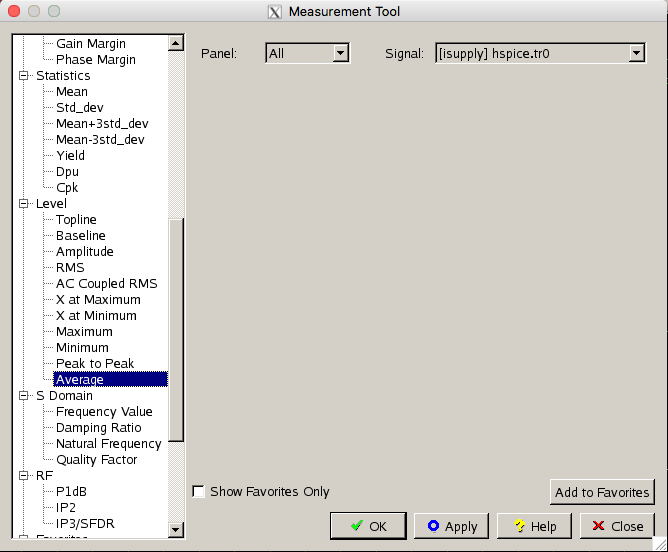 Measurement Tool
Gain Margin
Phase Margin
Statistics
Mean
Std_dev
Mean+3std_dev
Mean-3std_dev
Yield
Dpu
Cpk
Level
Topline
Baseline
Amplitude
RMS
AC Coupled RMS
X at Maximum
X at Minimum
Maximum
Minimum
Peak to Peak
Average
S Domain
Frequency Value
Damping Ratio
Natural Frequency
Quality Factor
RF
P1dB
IP2
IP3/SFDR
Favorites
Panel: All Signal: [isupply] hspice.tr0
Show Favorites Only Add to Favorites
OK Apply Help Close